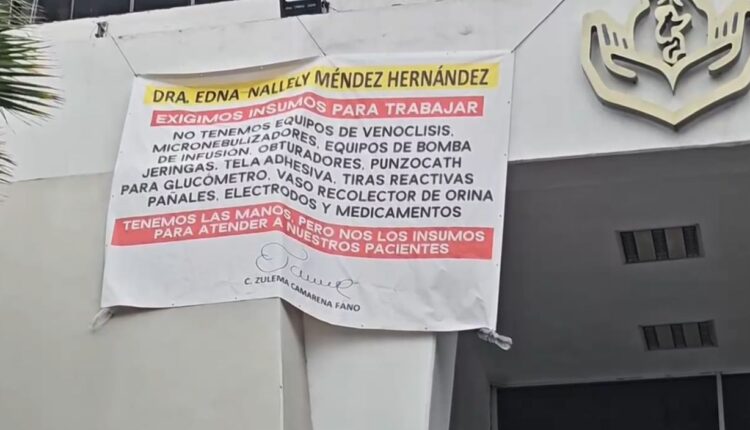 DRA. EDNA NALLELY MÉNDEZ HERNÁNDEZ
EXIGIMOS INSUMOS PARA TRABAJAR
NO TENEMOS EQUIPOS DE VENOCLISIS,
MICRONEBULIZADORES, EQUIPOS DE BOMBA
DE INFUSIÓN, OBTURADORES, PUNZOCATH
JERINGAS, TELA ADHESIVA, TIRAS REACTIVAS
PARA GLUCÓMETRO, VASO RECOLECTOR DE ORINA
PAÑALES, ELECTRODOS Y MEDICAMENTOS
TENEMOS LAS MANOS, PERO NOS LOS INSUMOS
PARA ATENDER A NUESTROS PACIENTES
C. ZULEMA CAMARENA FANO